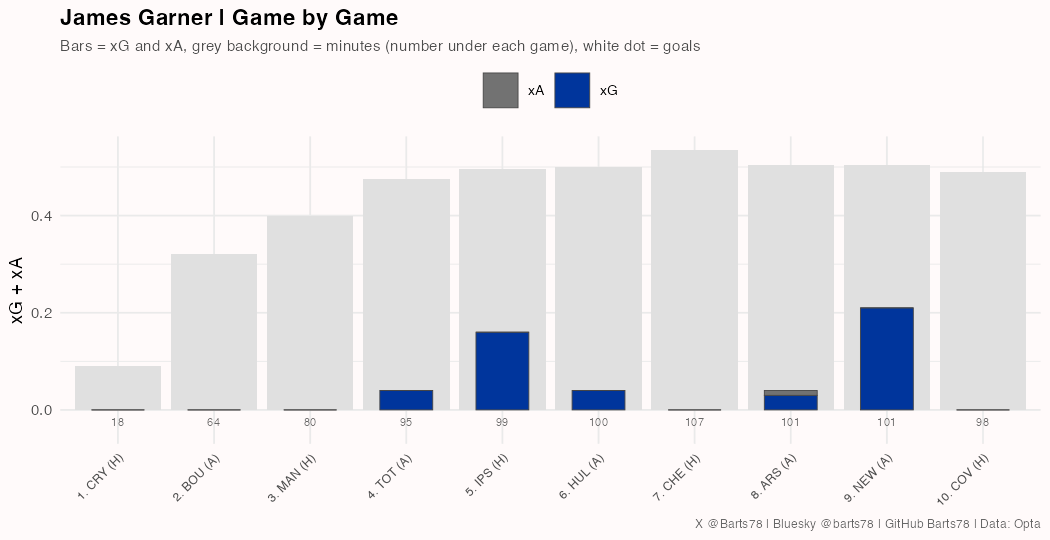 James Garner | Game by Game
Bars = xG and xA, grey background = minutes (number under each game), white dot = goals
xA xG
xG + xA
0.4
0.2
0.0
18 64 80 95 99 100 107 101 101 98
1. CRY (H) 2. BOU (A) 3. MAN (H) 4. TOT (A) 5. IPS (H) 6. HUL (A) 7. CHE (H) 8. ARS (A) 9. NEW (A) 10. COV (H)
X @Barts78 | Bluesky @barts78 | GitHub Barts78 | Data: Opta